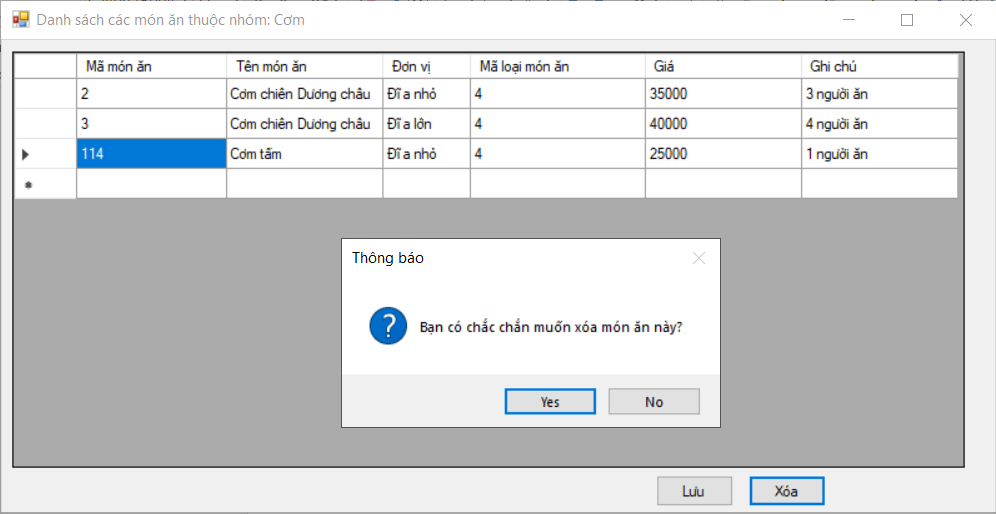 Danh sách các món ăn thuộc nhóm: Cơm
Mã món ăn Tên món ăn Đơn vị Mã loại món ăn Giá Ghi chú
2 Cơm chiên Dương châu Đĩa nhỏ 4 35000 3 người ăn
3 Cơm chiên Dương châu Đĩa lớn 4 40000 4 người ăn
114 Cơm tấm Đĩa nhỏ 4 25000 1 người ăn
Thông báo
Bạn có chắc chắn muốn xóa món ăn này?
Yes No
Lưu Xóa